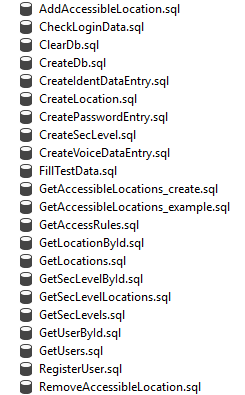 AddAccessibleLocation.sql
CheckLoginData.sql
ClearDb.sql
CreateDb.sql
CreateIdentDataEntry.sql
CreateLocation.sql
CreatePasswordEntry.sql
CreateSecLevel.sql
CreateVoiceDataEntry.sql
FillTestData.sql
GetAccessibleLocations_create.sql
GetAccessibleLocations_example.sql
GetAccessRules.sql
GetLocationById.sql
GetLocations.sql
GetSecLevelById.sql
GetSecLevelLocations.sql
GetSecLevels.sql
GetUserById.sql
GetUsers.sql
RegisterUser.sql
RemoveAccessibleLocation.sql